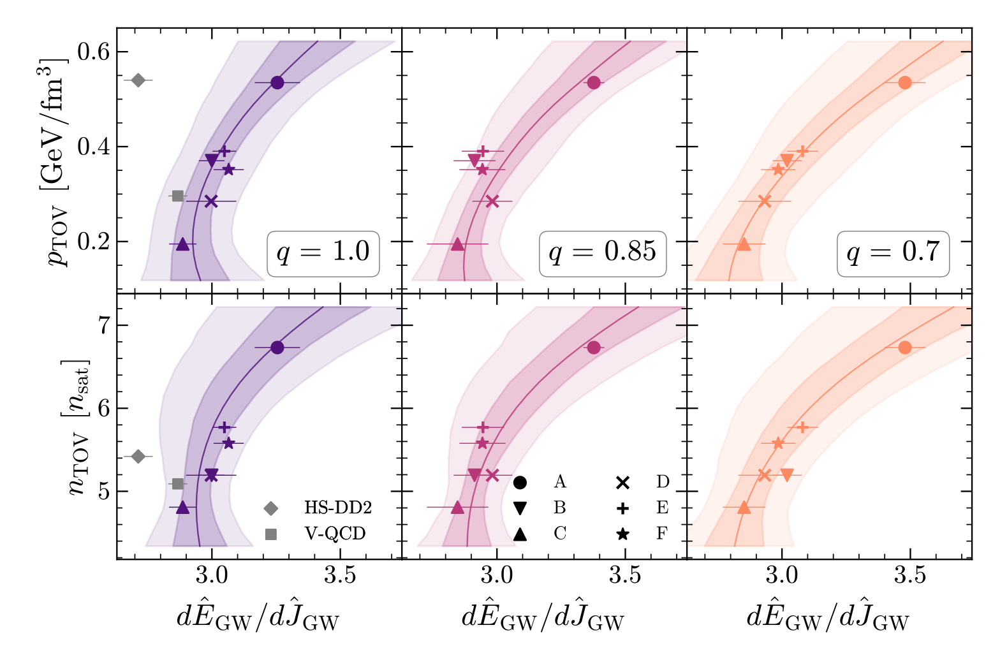 p_TOV [GeV/fm³]
0.6
0.4
0.2
q = 1.0
q = 0.85
q = 0.7
n_TOV [n_sat]
7
6
5
HS-DD2
V-QCD
A D
B E
C F
3.0 3.5 3.0 3.5 3.0 3.5
dÊ_GW/dĴ_GW dÊ_GW/dĴ_GW dÊ_GW/dĴ_GW